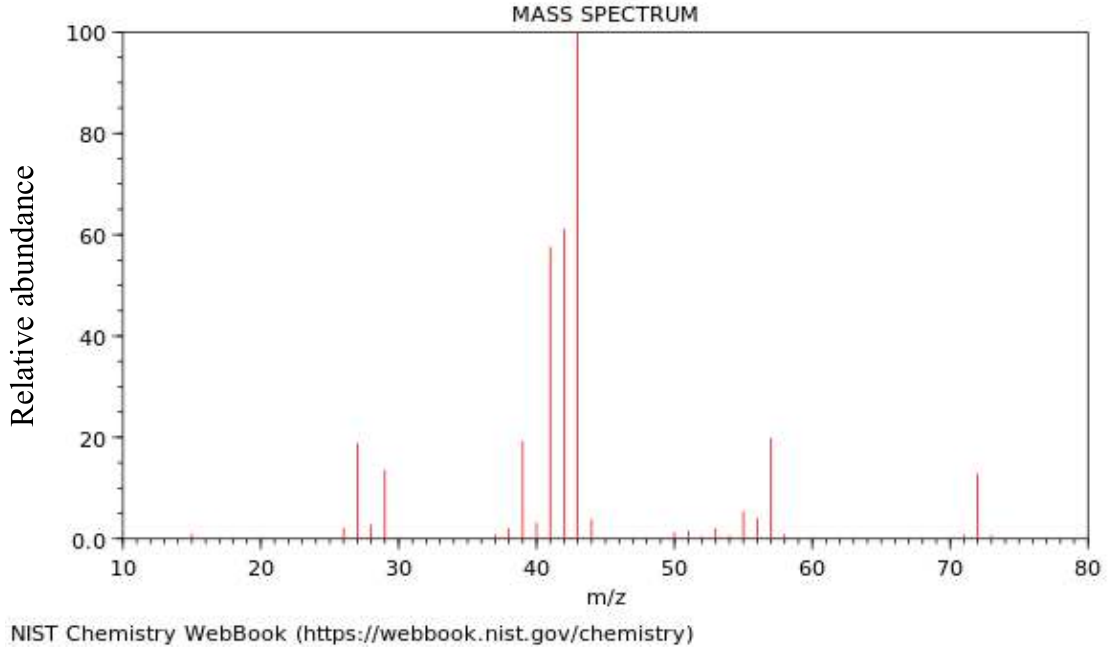 MASS SPECTRUM
100
80
60
40
20
0.0
Relative abundance
10 20 30 40 50 60 70 80
m/z
NIST Chemistry WebBook (https://webbook.nist.gov/chemistry)